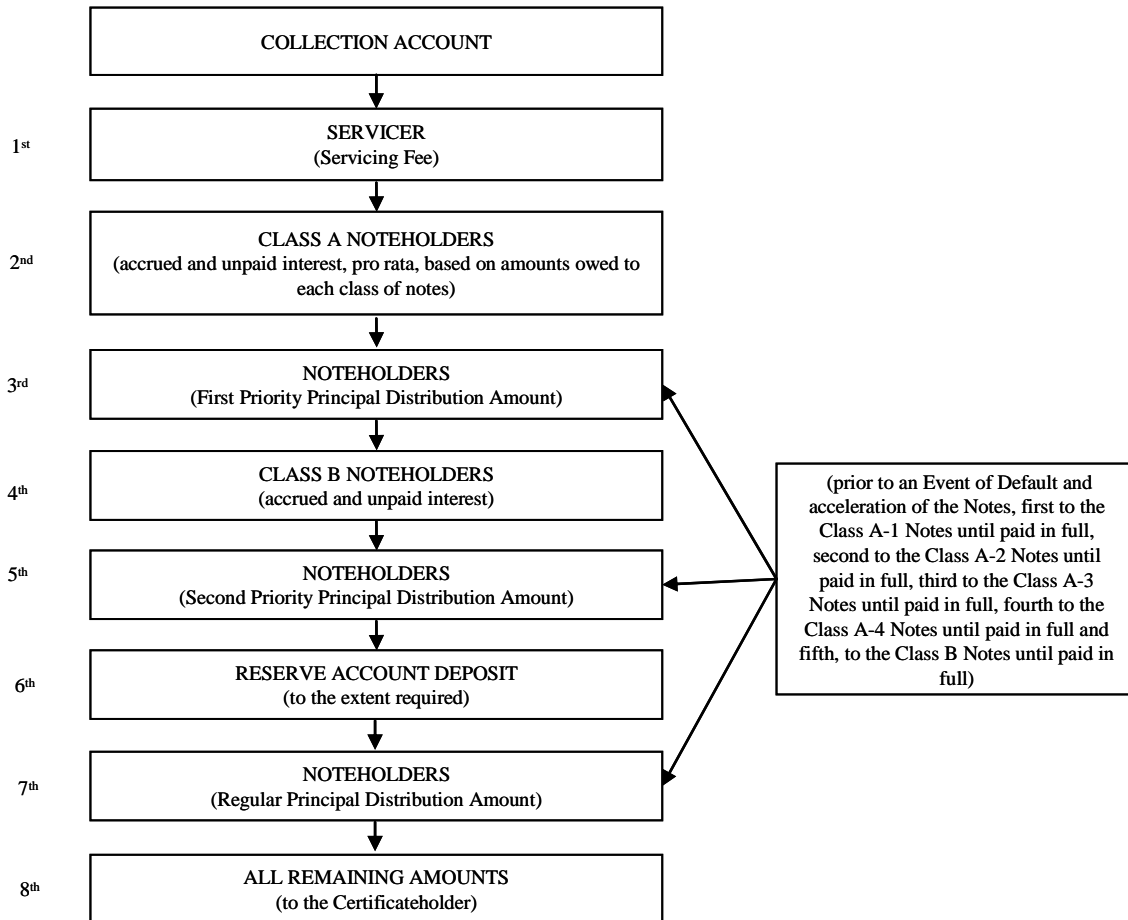 COLLECTION ACCOUNT
1st
SERVICER
(Servicing Fee)
2nd
CLASS A NOTEHOLDERS
(accrued and unpaid interest, pro rata, based on amounts owed to
each class of notes)
3rd
NOTEHOLDERS
(First Priority Principal Distribution Amount)
4th
CLASS B NOTEHOLDERS
(accrued and unpaid interest)
5th
NOTEHOLDERS
(Second Priority Principal Distribution Amount)
6th
RESERVE ACCOUNT DEPOSIT
(to the extent required)
7th
NOTEHOLDERS
(Regular Principal Distribution Amount)
8th
ALL REMAINING AMOUNTS
(to the Certificateholder)
(prior to an Event of Default and
acceleration of the Notes, first to the
Class A-1 Notes until paid in full,
second to the Class A-2 Notes until
paid in full, third to the Class A-3
Notes until paid in full, fourth to the
Class A-4 Notes until paid in full and
fifth, to the Class B Notes until paid in
full)